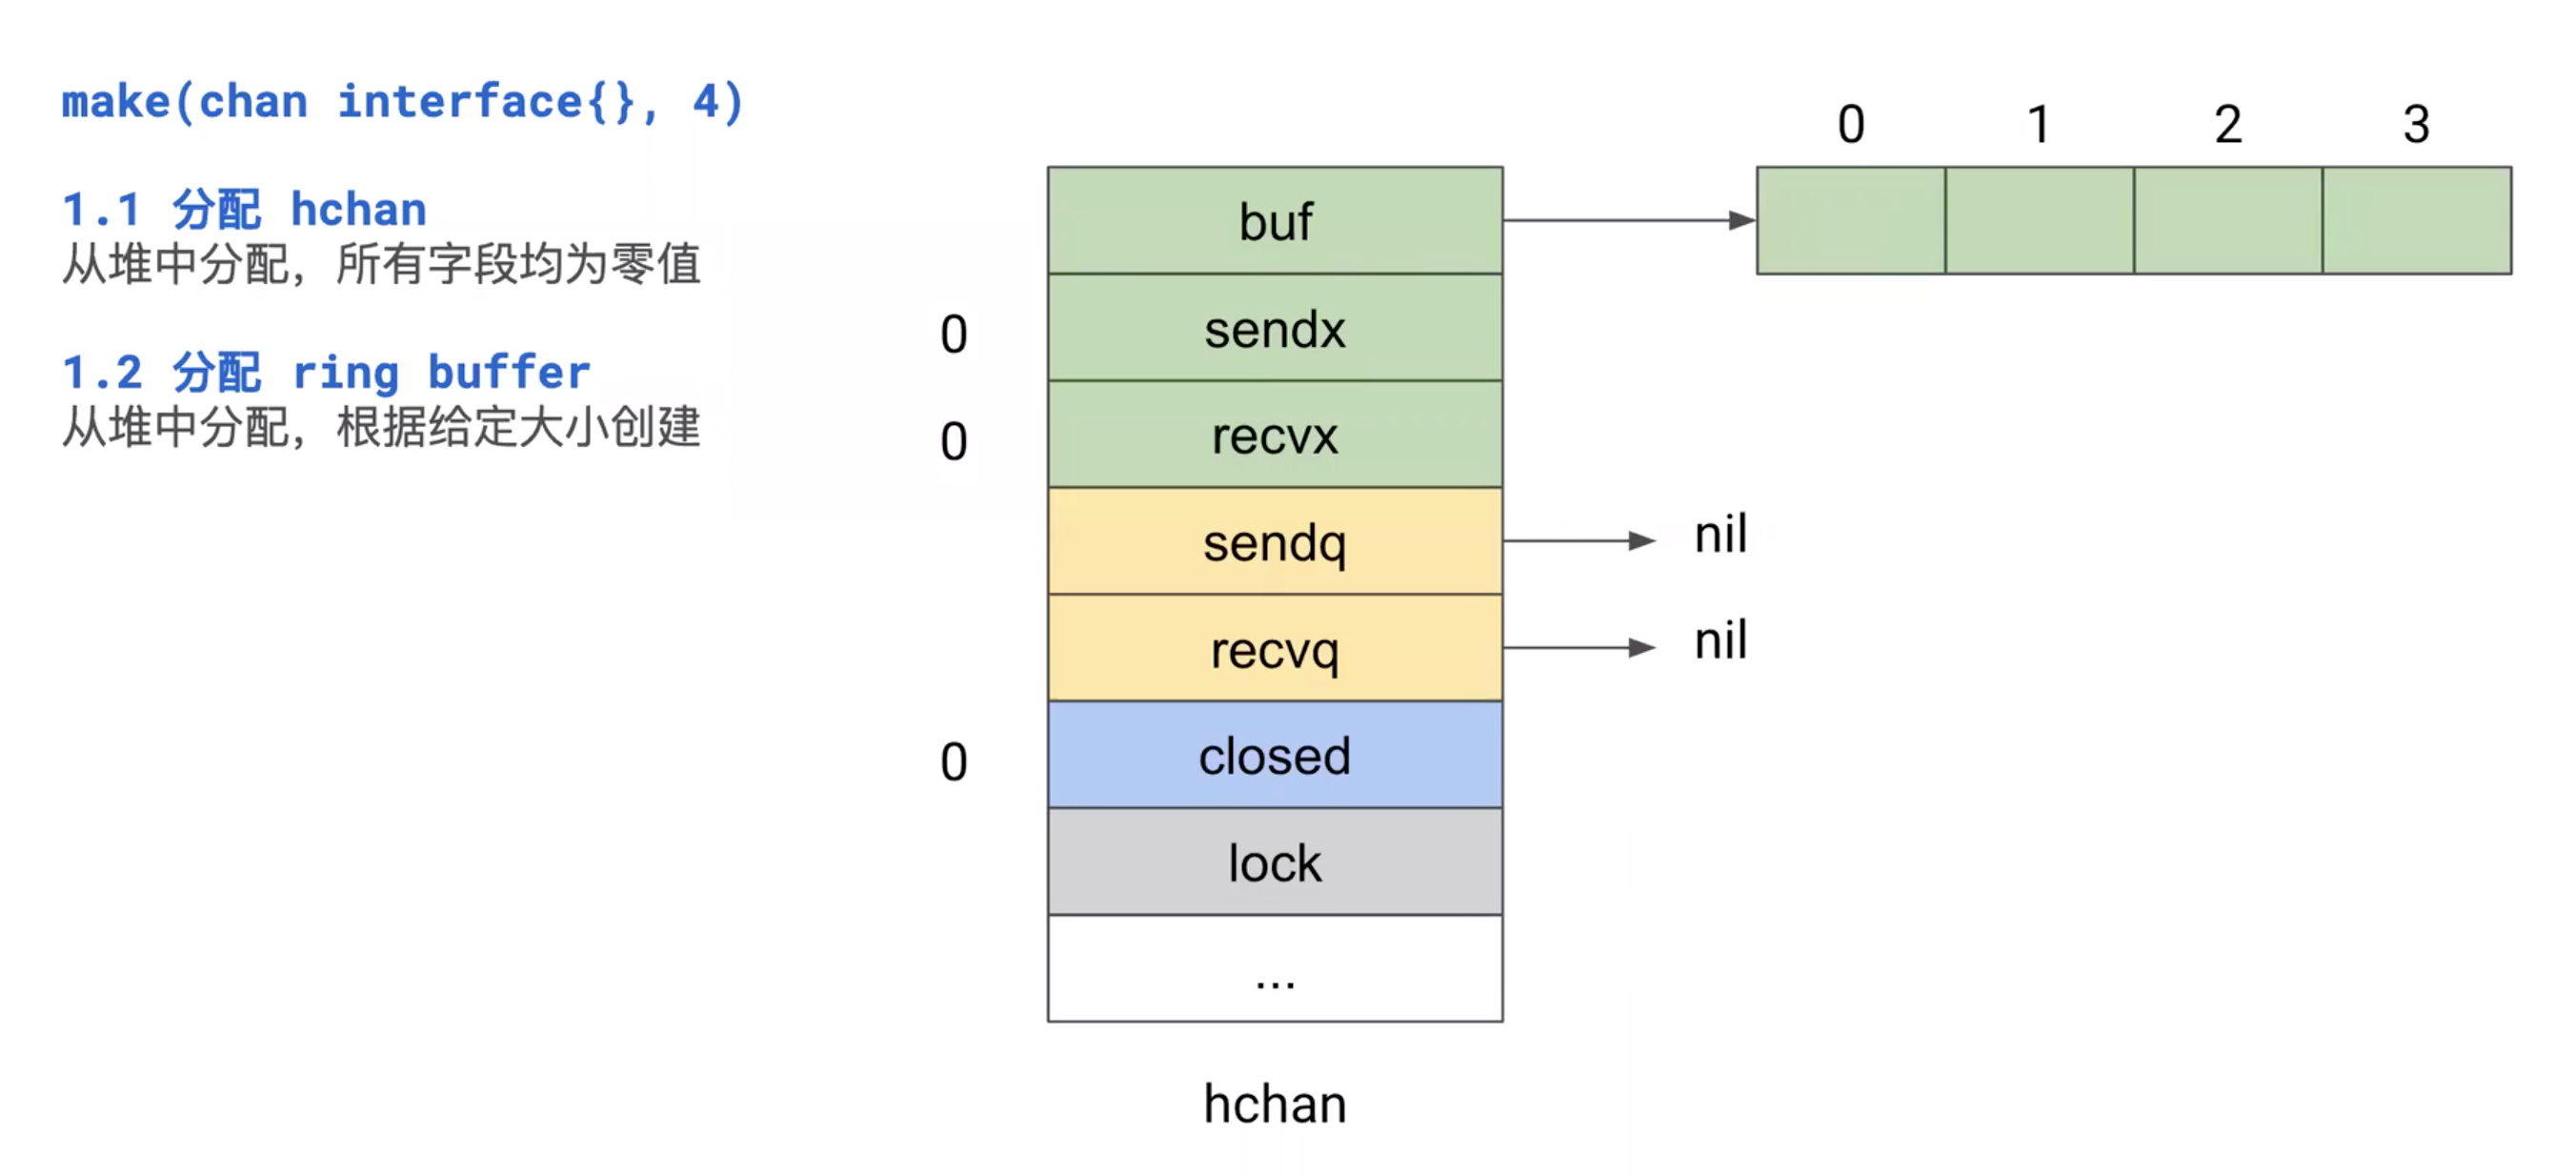 make(chan interface{}, 4)
1.1 分配 hchan
从堆中分配，所有字段均为零值
1.2 分配 ring buffer
从堆中分配，根据给定大小创建
0 1 2 3
buf
0 sendx
0 recvx
sendq nil
recvq nil
0 closed
lock
...
hchan